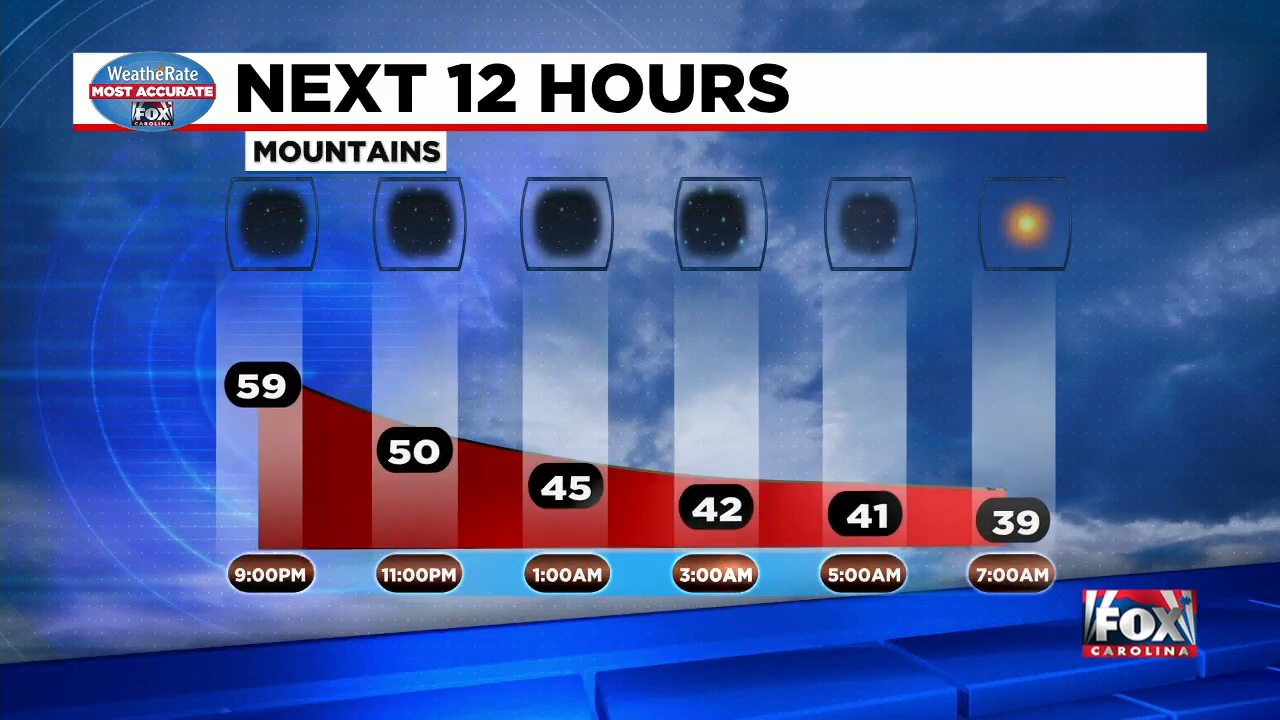 WeatheRate
MOST ACCURATE
FOX
CAROLINA
NEXT 12 HOURS
MOUNTAINS
59
50
45
42
41
39
9:00PM
11:00PM
1:00AM
3:00AM
5:00AM
7:00AM
FOX
CAROLINA